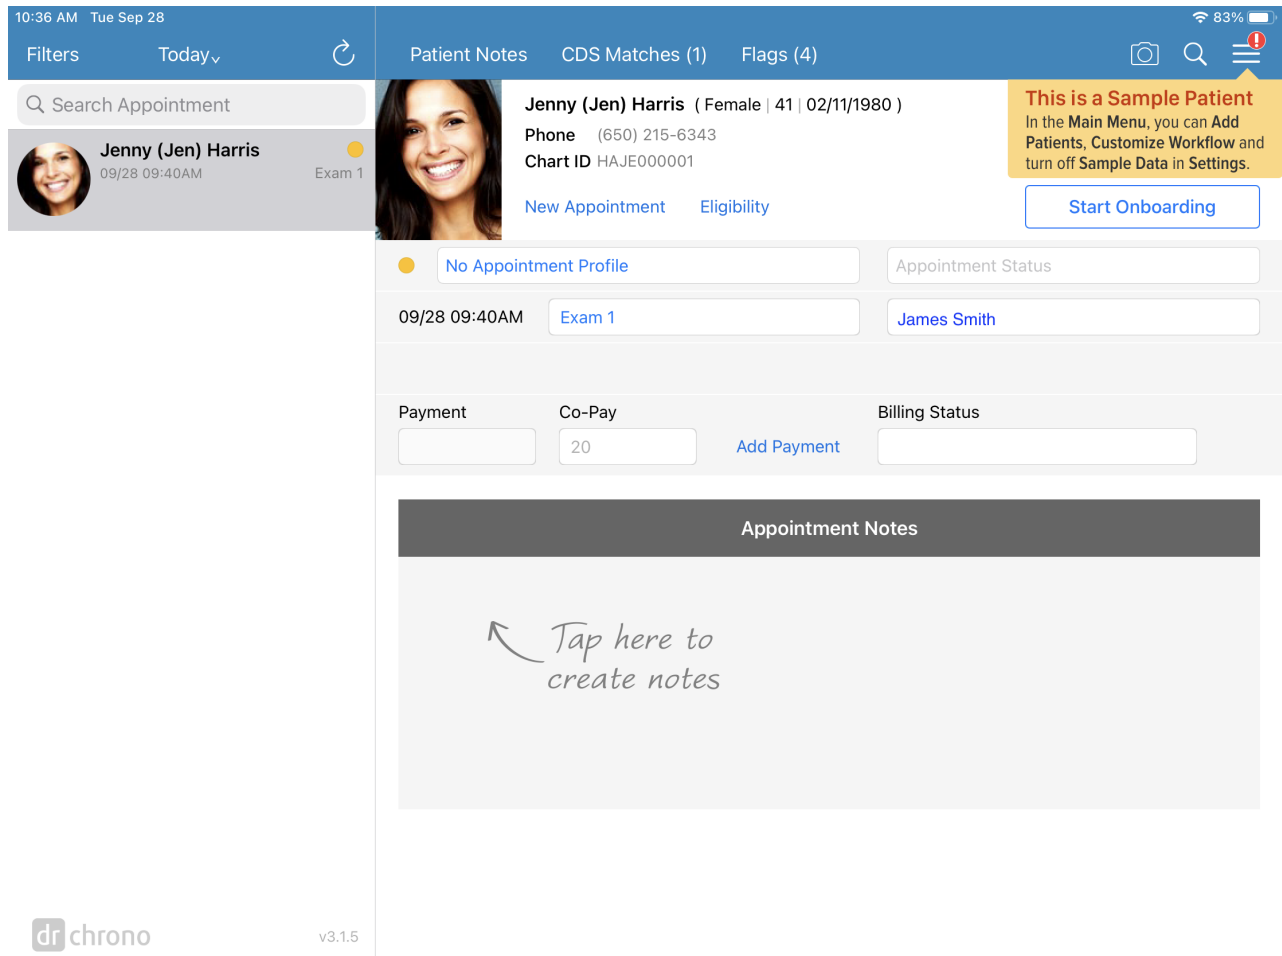 10:36 AM Tue Sep 28
83%
Filters
Today
Patient Notes
CDS Matches (1)
Flags (4)
!
Search Appointment
Jenny (Jen) Harris
09/28 09:40AM
Exam 1
Jenny (Jen) Harris ( Female | 41 | 02/11/1980 )
Phone (650) 215-6343
Chart ID HAJE000001
New Appointment
Eligibility
This is a Sample Patient
In the Main Menu, you can Add
Patients, Customize Workflow and
turn off Sample Data in Settings.
Start Onboarding
No Appointment Profile
Appointment Status
09/28 09:40AM
Exam 1
James Smith
Payment
Co-Pay
Billing Status
20
Add Payment
Appointment Notes
Tap here to
create notes
dr chrono
v3.1.5